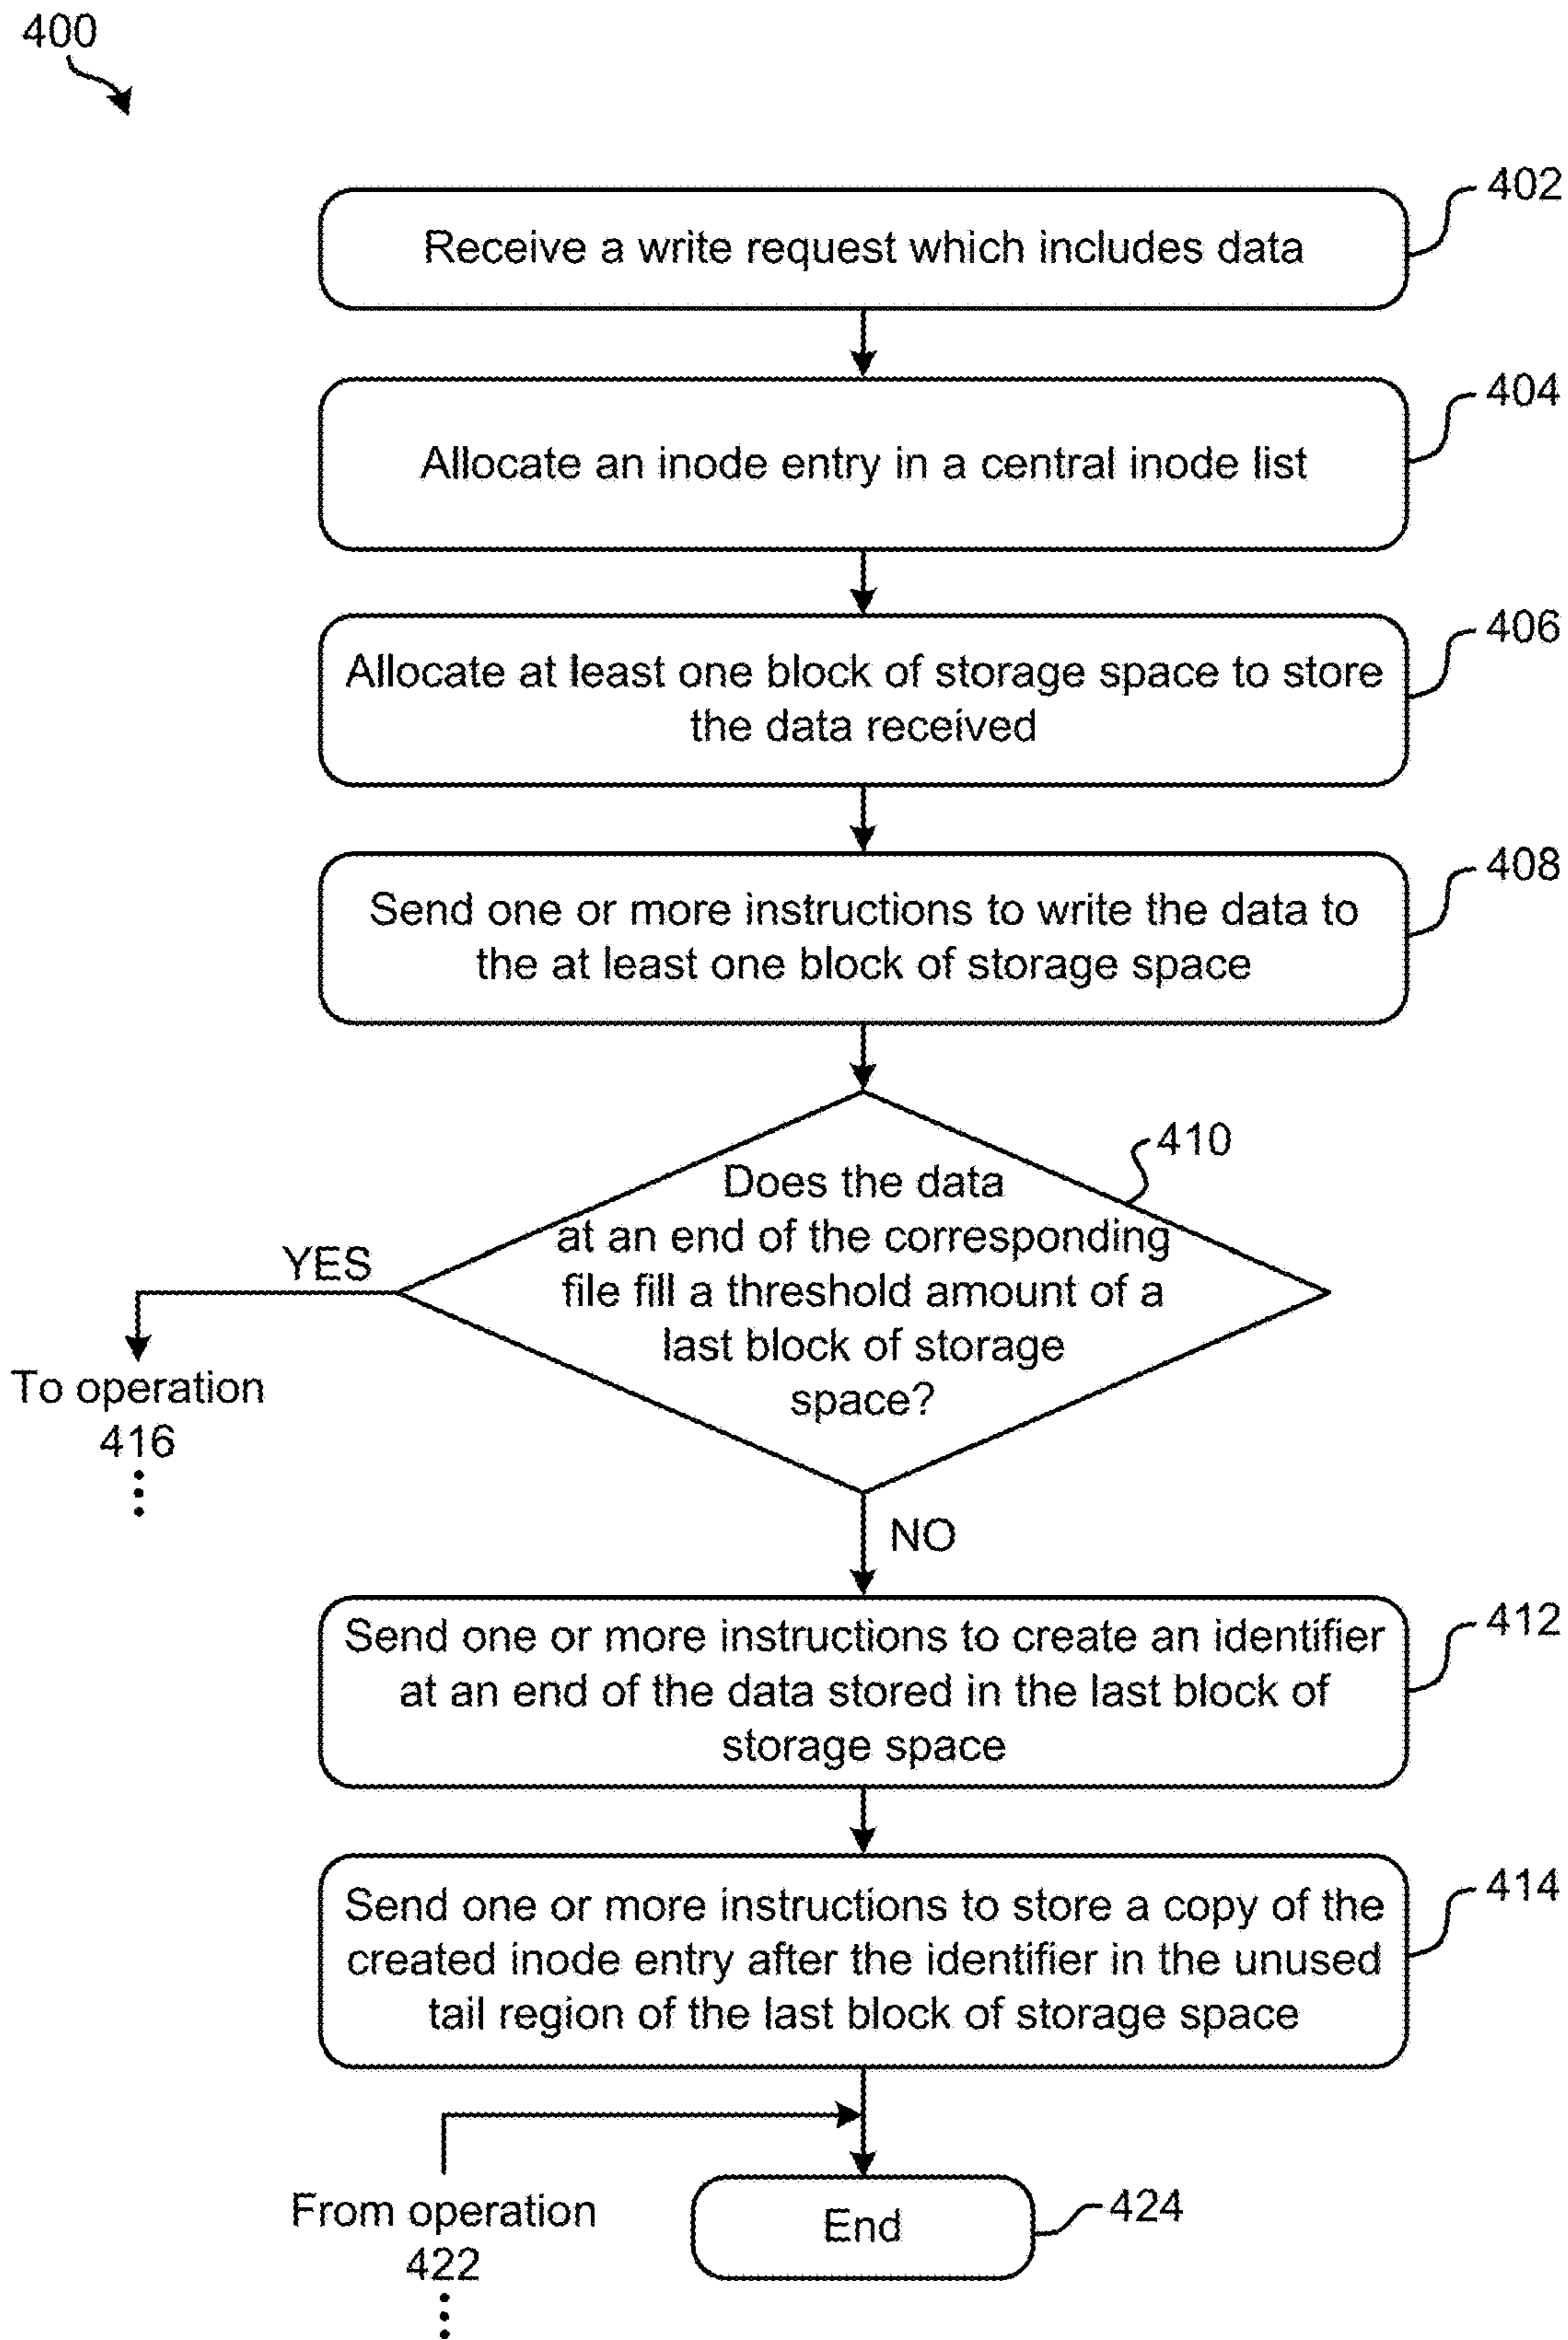 400
402
Receive a write request which includes data
404
Allocate an inode entry in a central inode list
406
Allocate at least one block of storage space to store
the data received
408
Send one or more instructions to write the data to
the at least one block of storage space
410
Does the data
at an end of the corresponding
file fill a threshold amount of a
last block of storage
space?
YES
To operation
416
NO
412
Send one or more instructions to create an identifier
at an end of the data stored in the last block of
storage space
414
Send one or more instructions to store a copy of the
created inode entry after the identifier in the unused
tail region of the last block of storage space
From operation
422
End
424